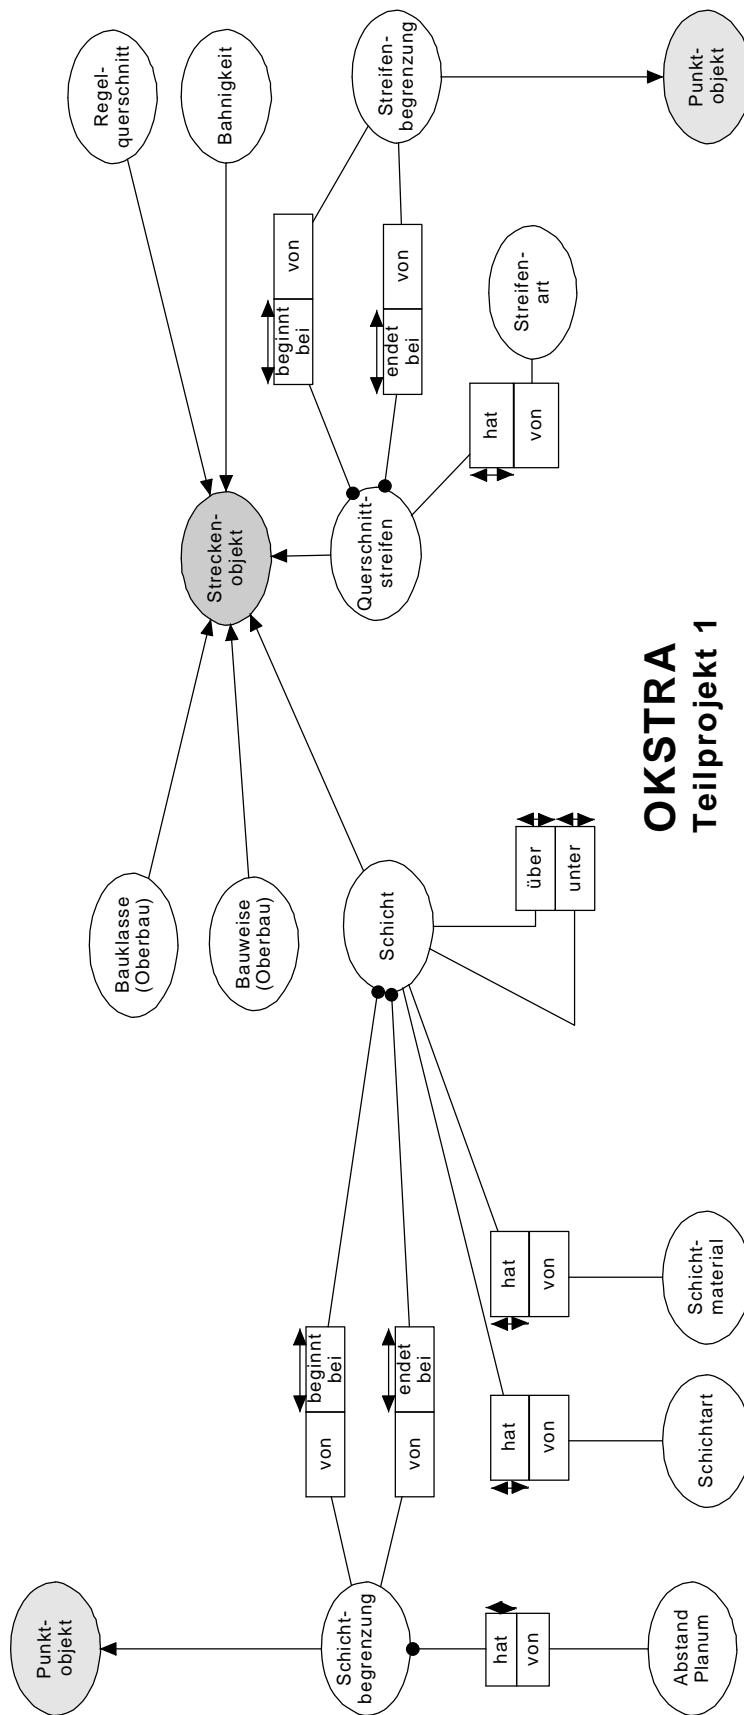 Punkt-
objekt
Schicht-
begrenzung
hat
von
Abstand
Planum
von
beginnt
bei
von
endet
bei
hat
von
Schichtart
hat
von
Schicht-
material
Bauklasse
(Oberbau)
Bauweise
(Oberbau)
Schicht
über
unter
OKSTRA
Teilprojekt 1
Strecken-
objekt
Querschnitt-
streifen
beginnt
bei
von
endet
bei
von
hat
von
Streifen-
art
Regel-
querschnitt
Bahnigkeit
Streifen-
begrenzung
Punkt-
objekt